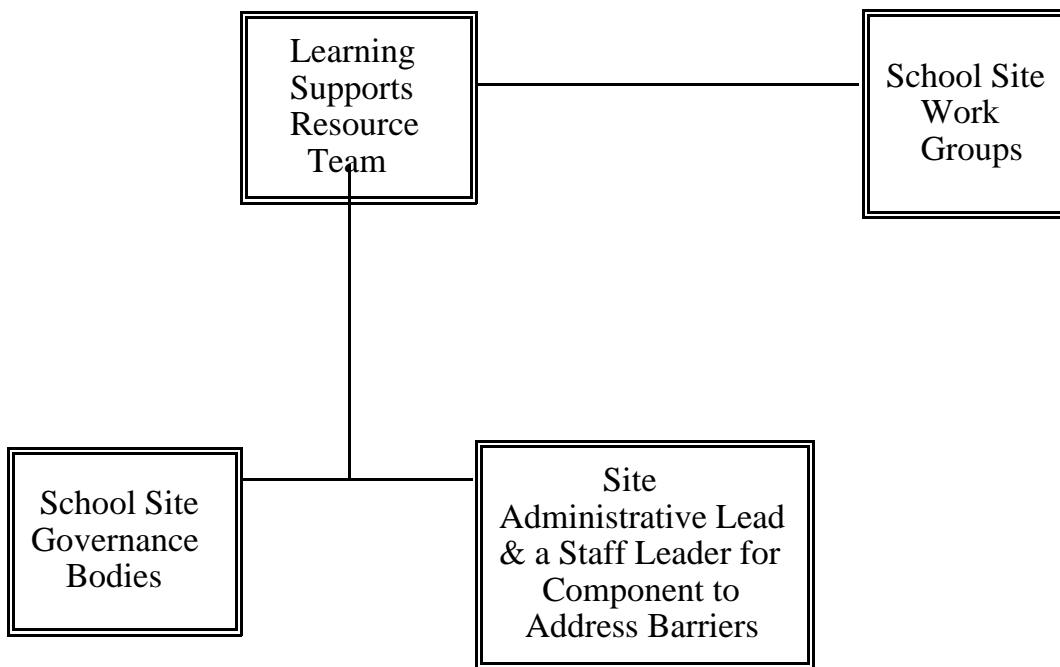 Learning
Supports
Resource
Team
School Site
Work
Groups
School Site
Governance
Bodies
Site
Administrative Lead
& a Staff Leader for
Component to
Address Barriers